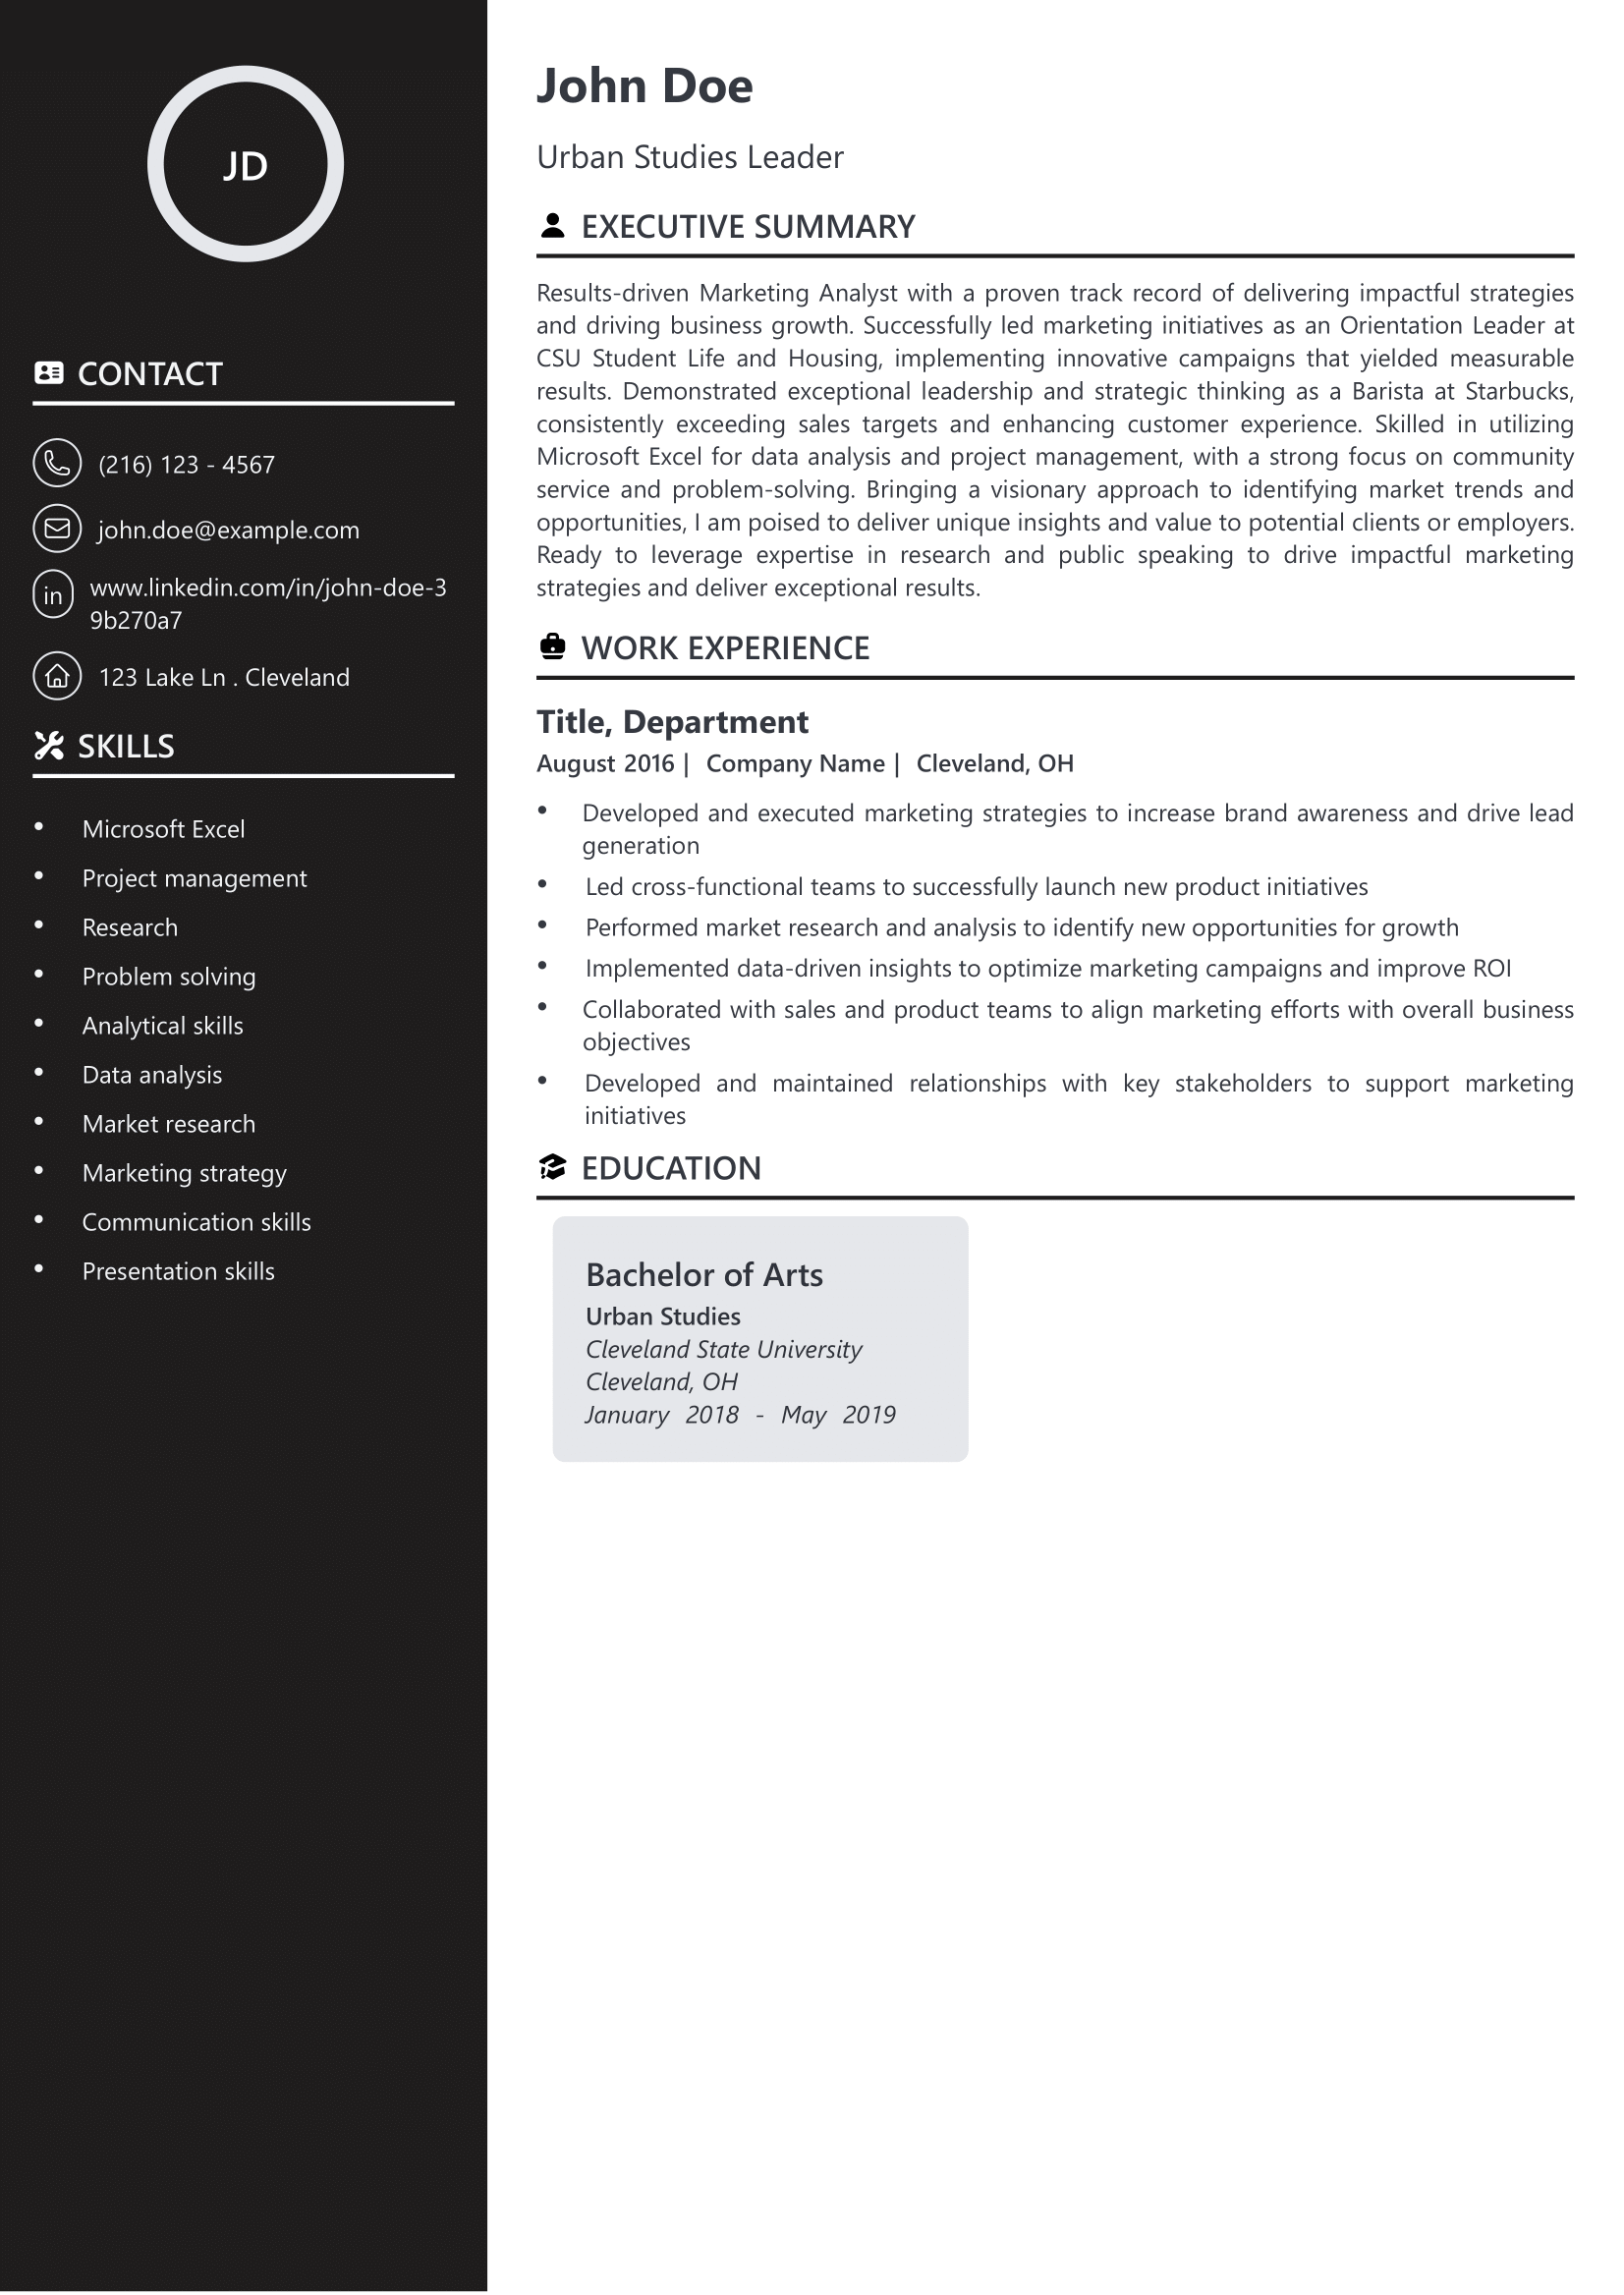 JD
CONTACT
(216) 123 - 4567
john.doe@example.com
in
www.linkedin.com/in/john-doe-3
9b270a7
123 Lake Ln . Cleveland
SKILLS
• Microsoft Excel
• Project management
• Research
• Problem solving
• Analytical skills
• Data analysis
• Market research
• Marketing strategy
• Communication skills
• Presentation skills
John Doe
Urban Studies Leader
EXECUTIVE SUMMARY
Results-driven Marketing Analyst with a proven track record of delivering impactful strategies
and driving business growth. Successfully led marketing initiatives as an Orientation Leader at
CSU Student Life and Housing, implementing innovative campaigns that yielded measurable
results. Demonstrated exceptional leadership and strategic thinking as a Barista at Starbucks,
consistently exceeding sales targets and enhancing customer experience. Skilled in utilizing
Microsoft Excel for data analysis and project management, with a strong focus on community
service and problem-solving. Bringing a visionary approach to identifying market trends and
opportunities, I am poised to deliver unique insights and value to potential clients or employers.
Ready to leverage expertise in research and public speaking to drive impactful marketing
strategies and deliver exceptional results.
WORK EXPERIENCE
Title, Department
August 2016 | Company Name | Cleveland, OH
• Developed and executed marketing strategies to increase brand awareness and drive lead
generation
• Led cross-functional teams to successfully launch new product initiatives
• Performed market research and analysis to identify new opportunities for growth
• Implemented data-driven insights to optimize marketing campaigns and improve ROI
• Collaborated with sales and product teams to align marketing efforts with overall business
objectives
• Developed and maintained relationships with key stakeholders to support marketing
initiatives
EDUCATION
Bachelor of Arts
Urban Studies
Cleveland State University
Cleveland, OH
January 2018 - May 2019